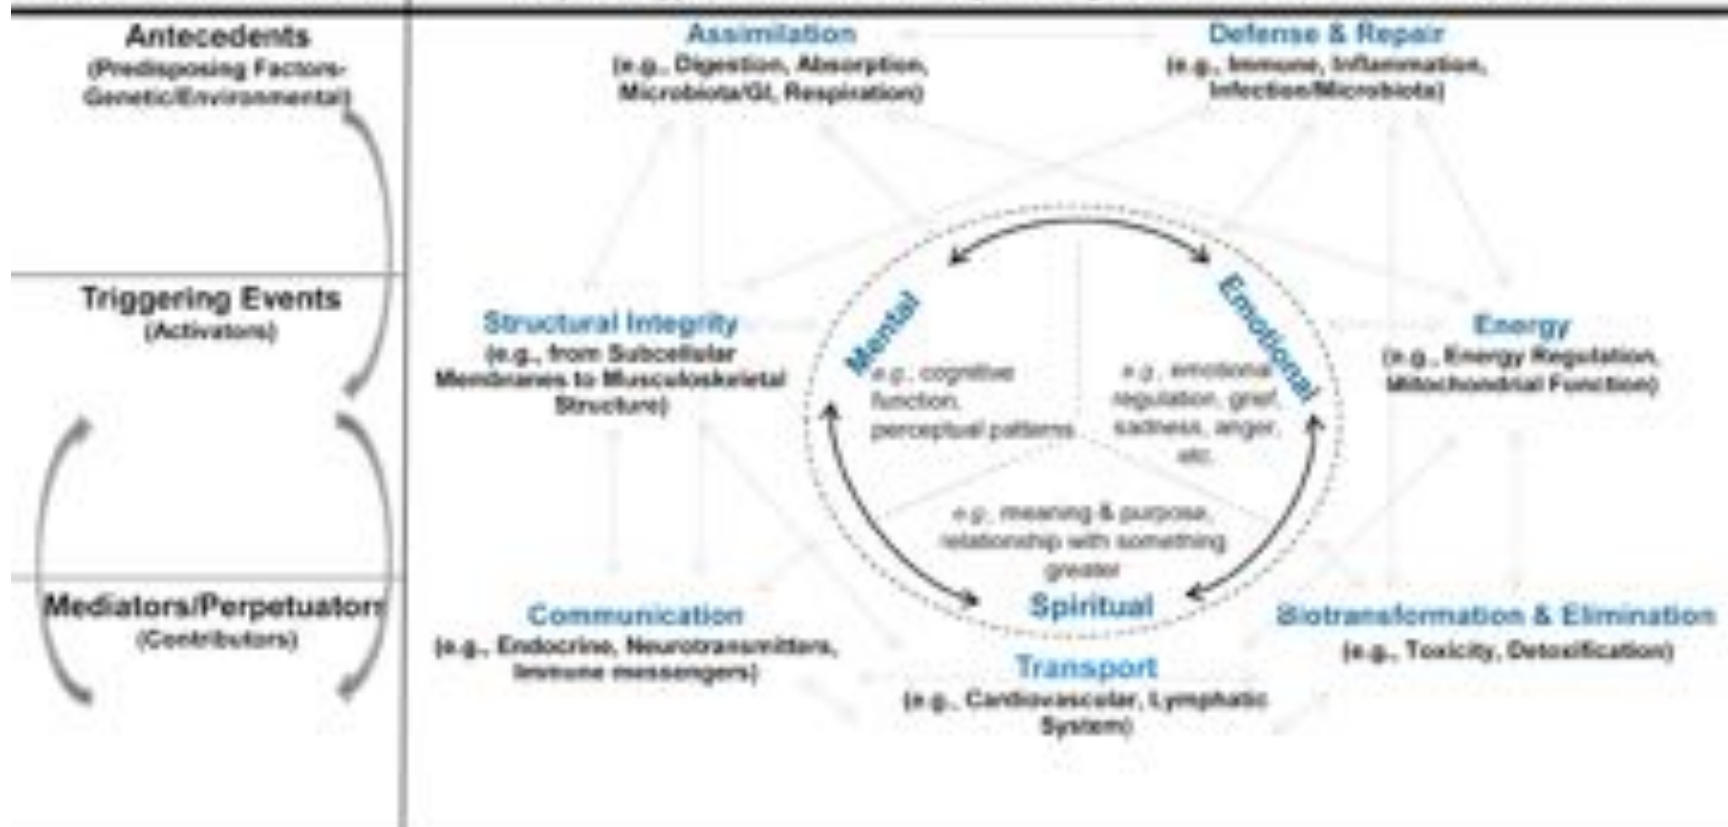 Antecedents
(Predisposing Factors-
Genetic/Environmental)
Triggering Events
(Activators)
Mediators/Perpetuators
(Contributors)
Assimilation
(e.g., Digestion, Absorption,
Microbiota/GI, Respiration)
Defense & Repair
(e.g., Immune, Inflammation,
Infection/Microbiota)
Structural Integrity
(e.g., from Subcellular
Membranes to Musculoskeletal
Structure)
Mental
e.g., cognitive
function,
perceptual patterns
Emotional
e.g., emotional
regulation, grief,
sadness, anger,
etc.
Energy
(e.g., Energy Regulation,
Mitochondrial Function)
e.g., meaning & purpose,
relationship with something
greater
Spiritual
Communication
(e.g., Endocrine, Neurotransmitters,
Immune messengers)
Transport
(e.g., Cardiovascular, Lymphatic
System)
Biotransformation & Elimination
(e.g., Toxicity, Detoxification)